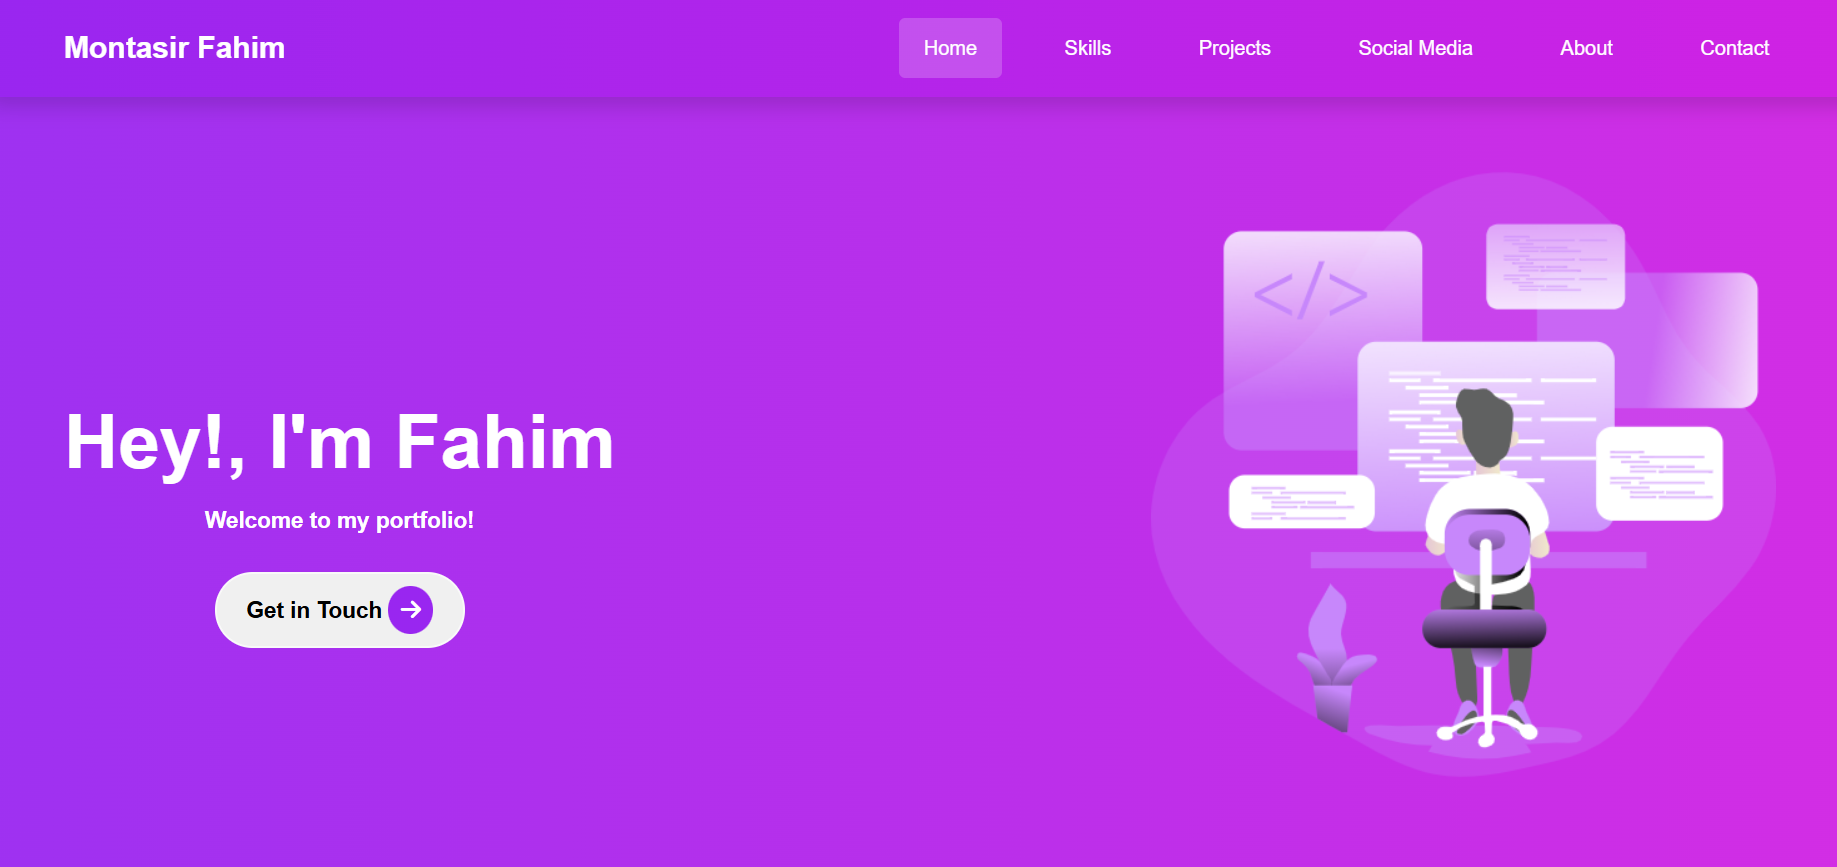 Montasir Fahim
Home Skills Projects Social Media About Contact
</>
Hey!, I'm Fahim
Welcome to my portfolio!
Get in Touch